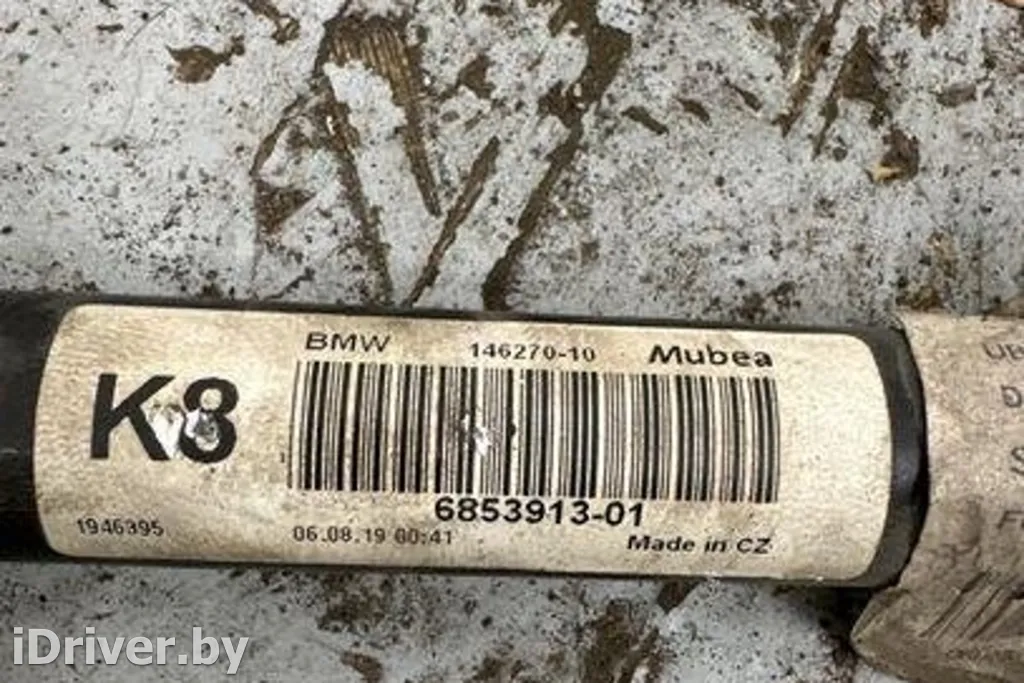 BMW 146270-10 Mubea
K8
6853913-01
1946395 06.08.19 00:41 Made in CZ
iDriver.by